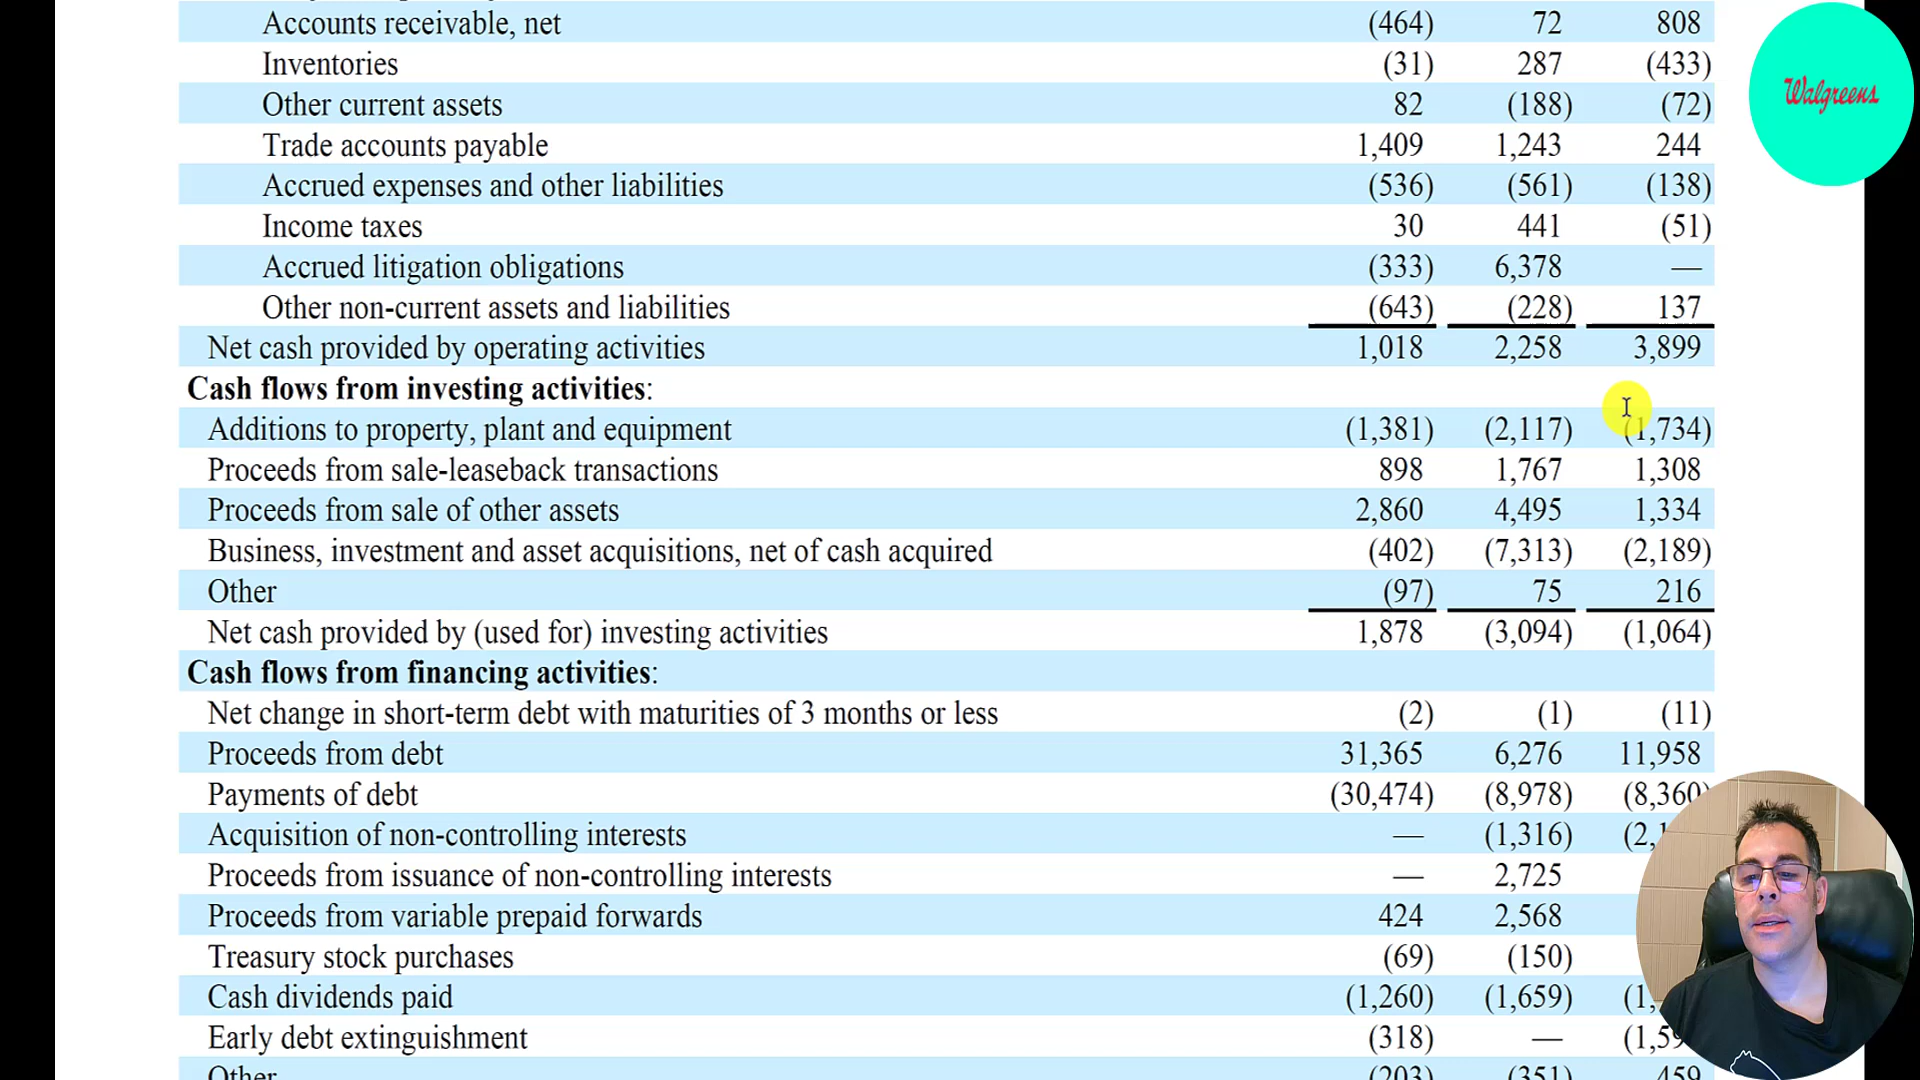 Accounts receivable, net (464) 72 808
Walgreens
Inventories (31) 287 (433)
Other current assets 82 (188) (72)
Trade accounts payable 1,409 1,243 244
Accrued expenses and other liabilities (536) (561) (138)
Income taxes 30 441 (51)
Accrued litigation obligations (333) 6,378 —
Other non-current assets and liabilities (643) (228) 137
Net cash provided by operating activities 1,018 2,258 3,899
Cash flows from investing activities:
Additions to property, plant and equipment (1,381) (2,117) (1,734)
Proceeds from sale-leaseback transactions 898 1,767 1,308
Proceeds from sale of other assets 2,860 4,495 1,334
Business, investment and asset acquisitions, net of cash acquired (402) (7,313) (2,189)
Other (97) 75 216
Net cash provided by (used for) investing activities 1,878 (3,094) (1,064)
Cash flows from financing activities:
Net change in short-term debt with maturities of 3 months or less (2) (1) (11)
Proceeds from debt 31,365 6,276 11,958
Payments of debt (30,474) (8,978) (8,360)
Acquisition of non-controlling interests — (1,316)
Proceeds from issuance of non-controlling interests — 2,725
Proceeds from variable prepaid forwards 424 2,568
Treasury stock purchases (69) (150)
Cash dividends paid (1,260) (1,659)
Early debt extinguishment (318) —
Other (203) (351) 459